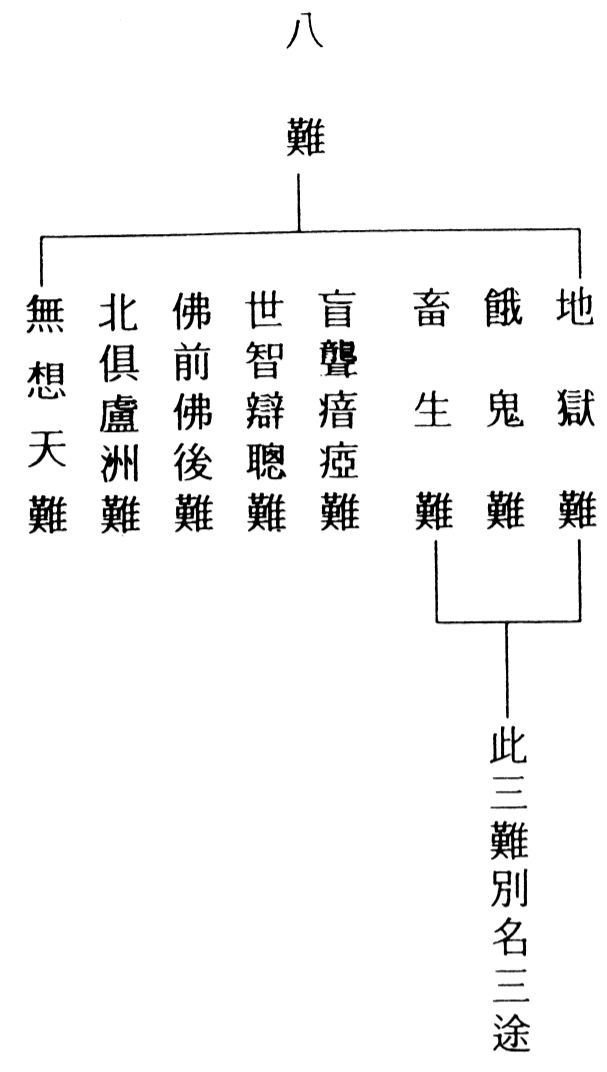 八難
地獄難
餓鬼難
畜生難
盲聾瘖瘂難
世智辯聰難
佛前佛後難
北俱盧洲難
無想天難
此三難別名三途